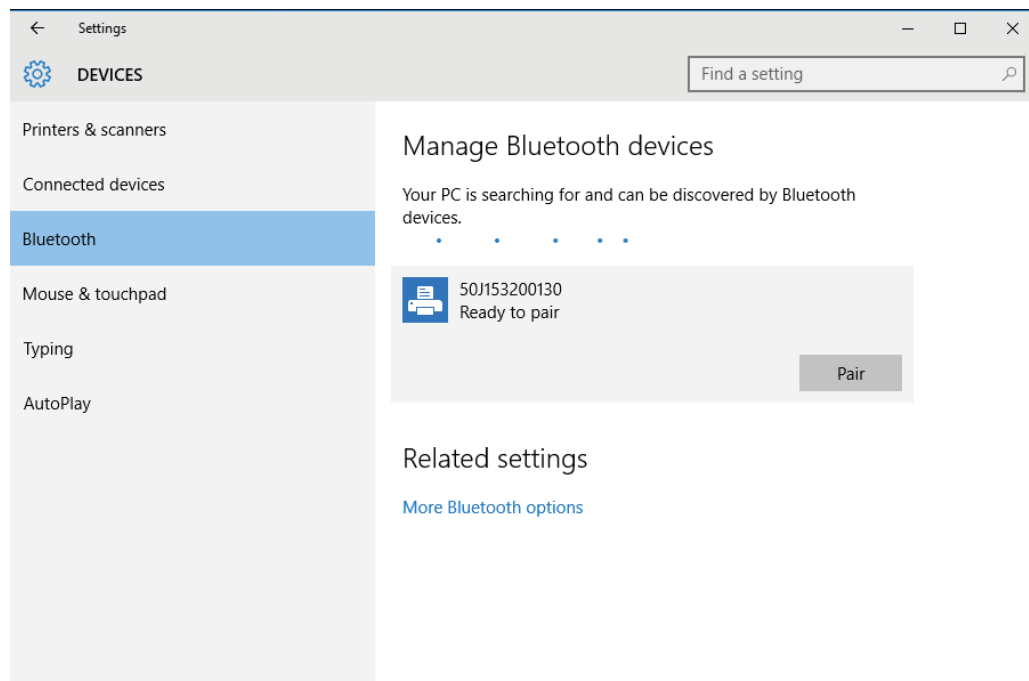 Settings
DEVICES
Find a setting
Printers & scanners
Connected devices
Bluetooth
Mouse & touchpad
Typing
AutoPlay
Manage Bluetooth devices
Your PC is searching for and can be discovered by Bluetooth
devices.
50J153200130
Ready to pair
Pair
Related settings
More Bluetooth options